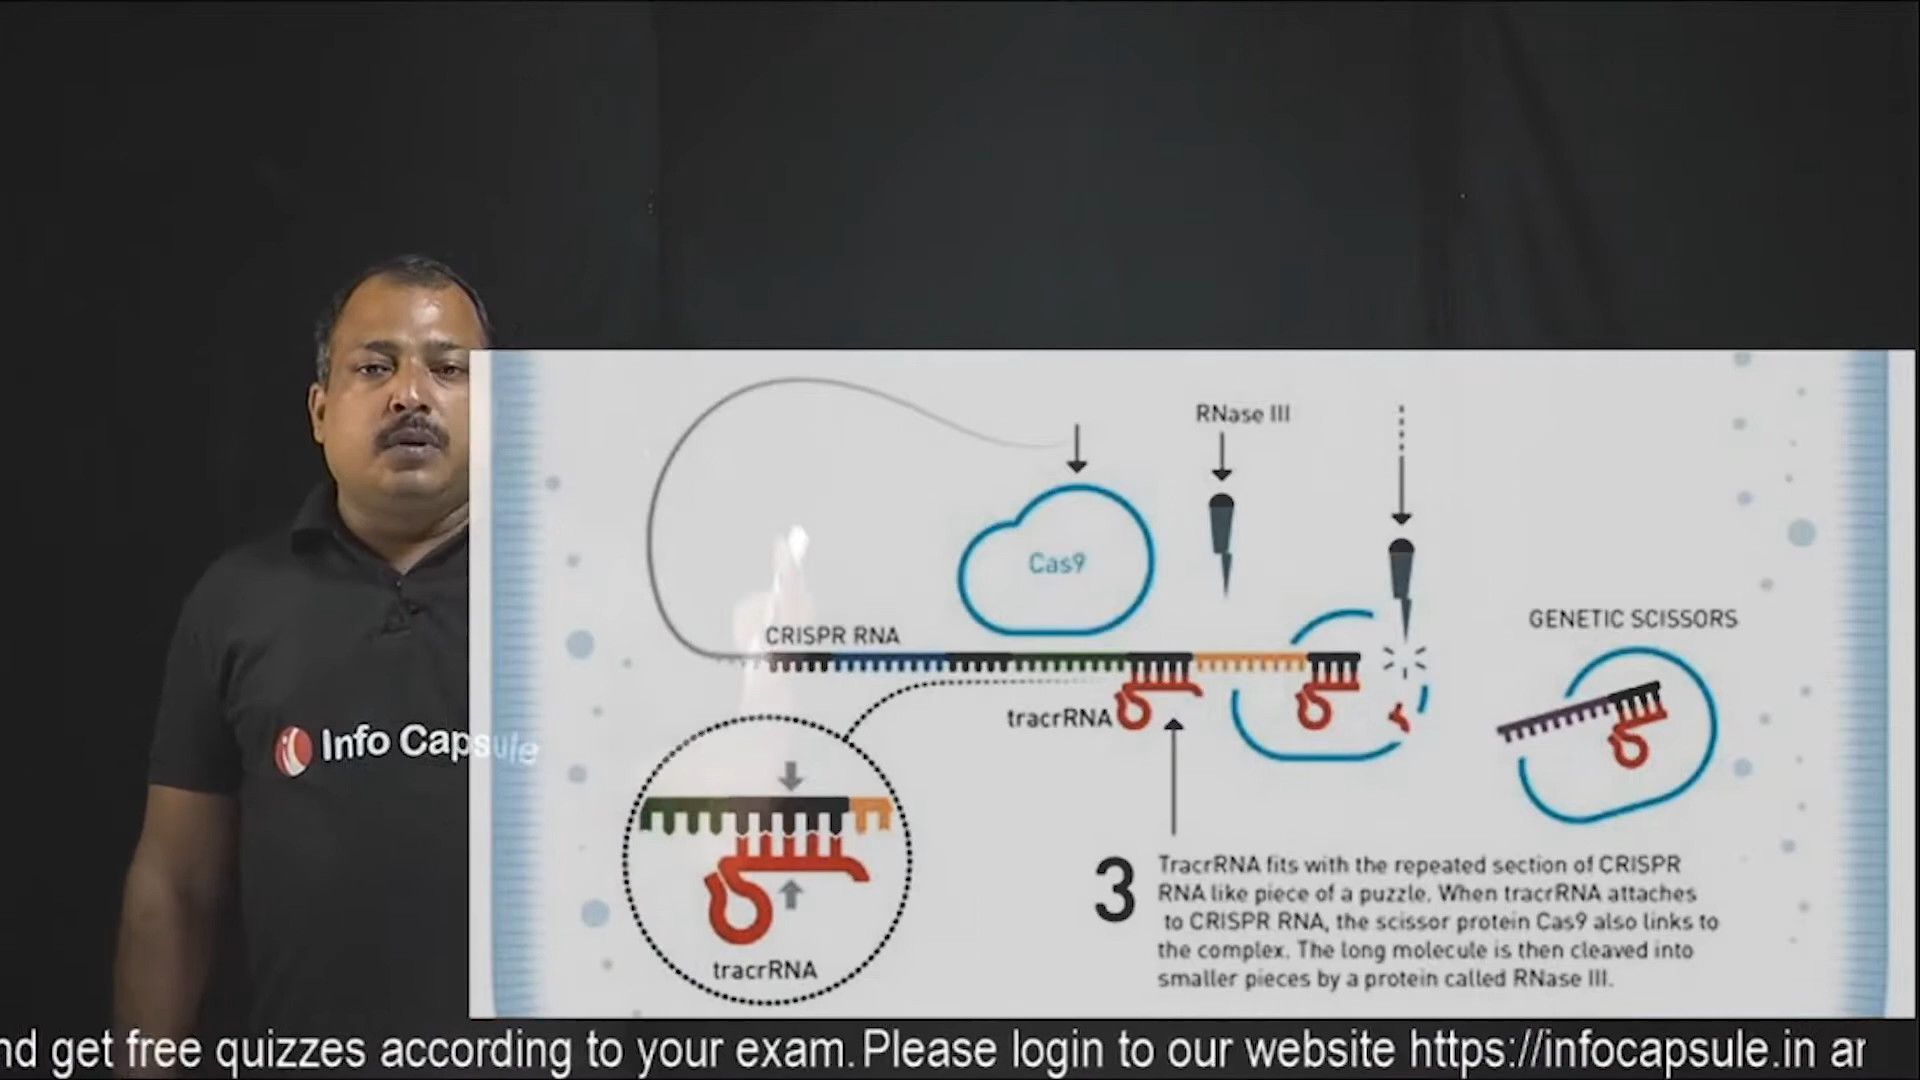 RNase III
Cas9
GENETIC SCISSORS
CRISPR RNA
tracrRNA
Info Capsule
tracrRNA
3
TracrRNA fits with the repeated section of CRISPR
RNA like piece of a puzzle. When tracrRNA attaches
to CRISPR RNA, the scissor protein Cas9 also links to
the complex. The long molecule is then cleaved into
smaller pieces by a protein called RNase III.
nd get free quizzes according to your exam. Please login to our website https://infocapsule.in ar